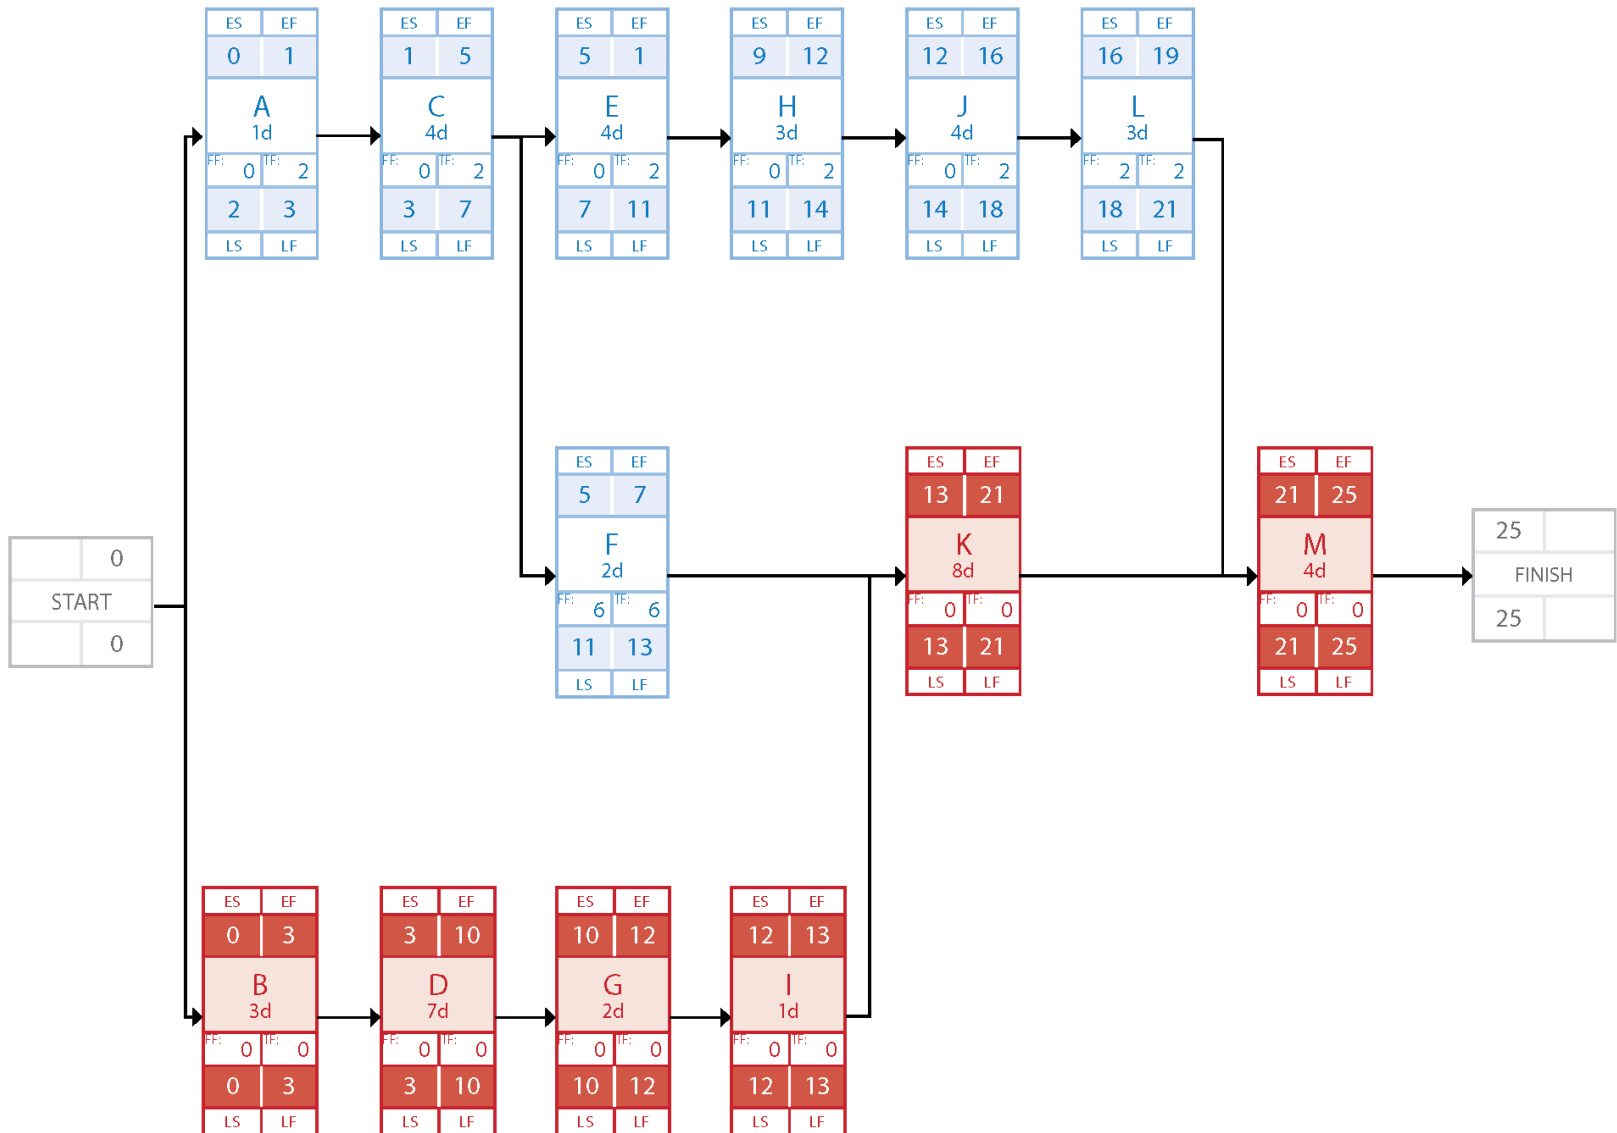 ES EF ES EF ES EF ES EF ES EF ES EF
0 1 1 5 5 1 9 12 12 16 16 19
A C E H J L
1d 4d 4d 3d 4d 3d
FF: 0 TF: 2 FF: 0 TF: 2 FF: 0 TF: 2 FF: 0 TF: 2 FF: 0 TF: 2 FF: 2 TF: 2
2 3 3 7 7 11 11 14 14 18 18 21
LS LF LS LF LS LF LS LF LS LF LS LF
ES EF ES EF ES EF
5 7 13 21 21 25
F K M
2d 8d 4d
FF: 6 TF: 6 FF: 0 TF: 0 FF: 0 TF: 0
11 13 13 21 21 25
LS LF LS LF LS LF
0
START
0
25
FINISH
25
ES EF ES EF ES EF ES EF
0 3 3 10 10 12 12 13
B D G I
3d 7d 2d 1d
FF: 0 TF: 0 FF: 0 TF: 0 FF: 0 TF: 0 FF: 0 TF: 0
0 3 3 10 10 12 12 13
LS LF LS LF LS LF LS LF